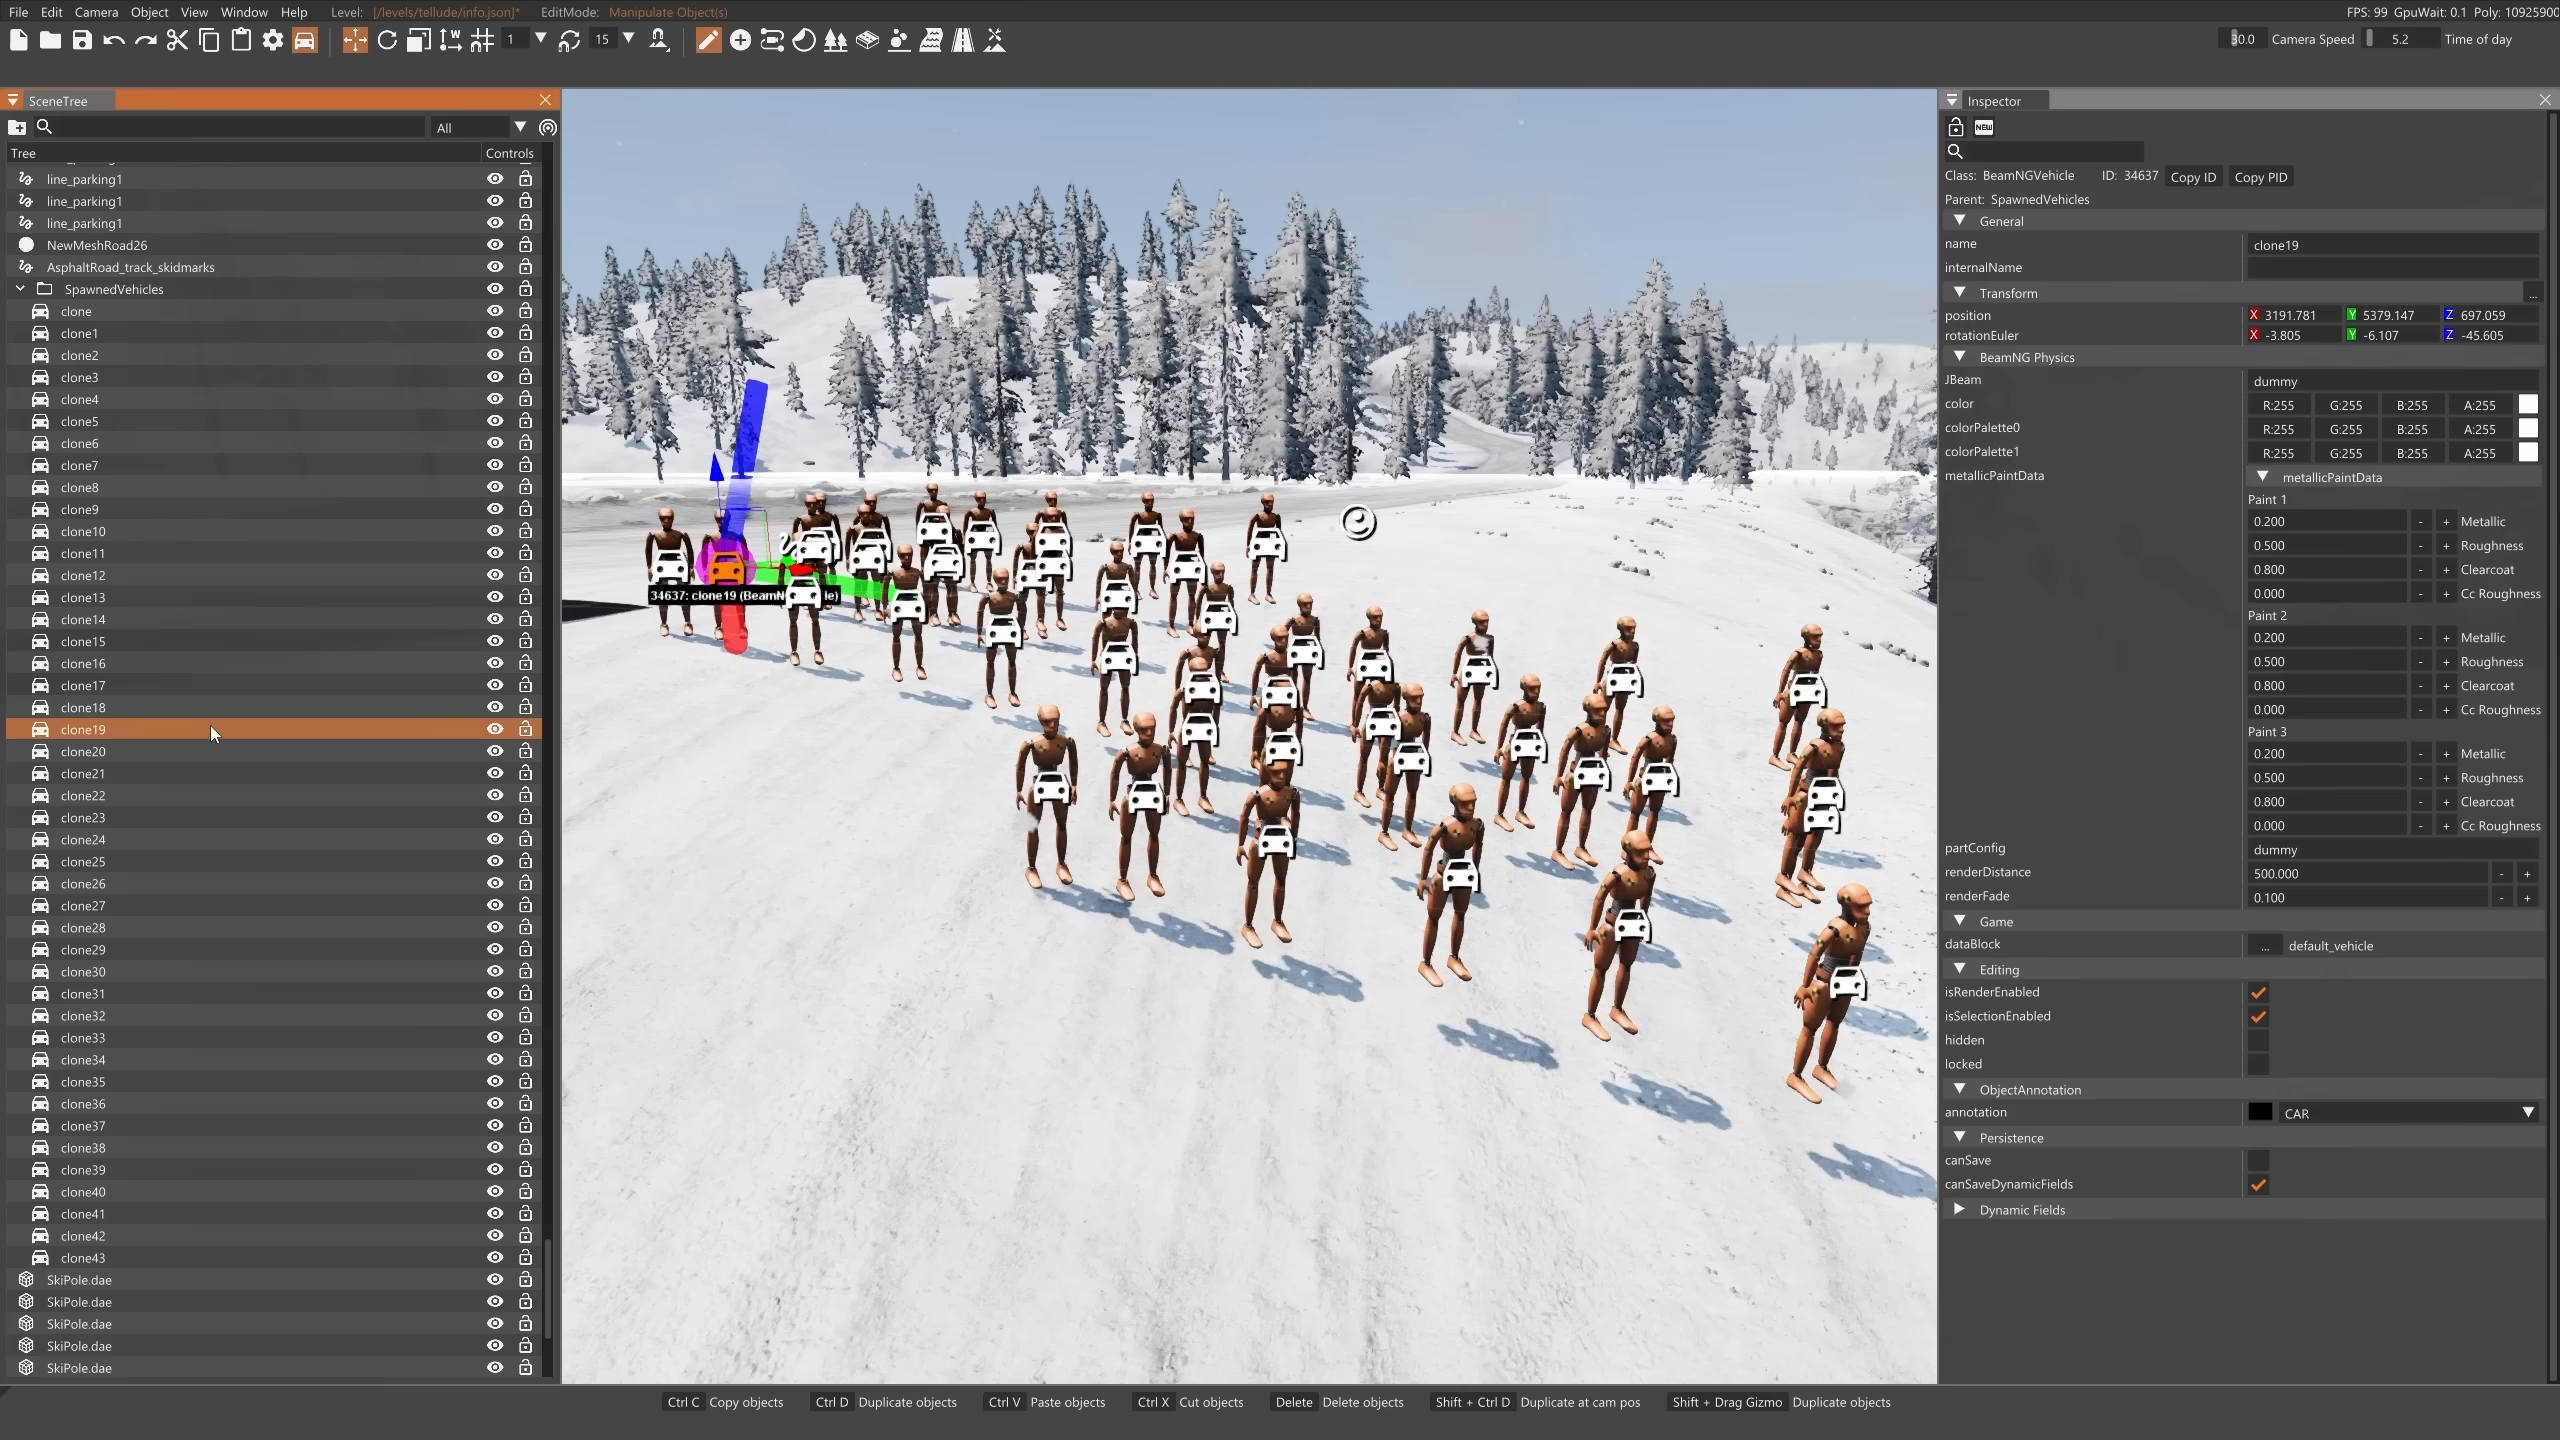 File Edit Camera Object View Window Help Level: [/levels/tellude/info.json]* EditMode: Manipulate Object(s) FPS: 99 GpuWait: 0.1 Poly: 10925900
1 15 30.0 Camera Speed 5.2 Time of day
SceneTree
All
Tree Controls
line_parking1
line_parking1
line_parking1
NewMeshRoad26
AsphaltRoad_track_skidmarks
SpawnedVehicles
clone
clone1
clone2
clone3
clone4
clone5
clone6
clone7
clone8
clone9
clone10
clone11
clone12
clone13
clone14
clone15
clone16
clone17
clone18
clone19
clone20
clone21
clone22
clone23
clone24
clone25
clone26
clone27
clone28
clone29
clone30
clone31
clone32
clone33
clone34
clone35
clone36
clone37
clone38
clone39
clone40
clone41
clone42
clone43
SkiPole.dae
SkiPole.dae
SkiPole.dae
SkiPole.dae
SkiPole.dae
34637: clone19 (BeamN le)
Inspector
NEW
Class: BeamNGVehicle ID: 34637 Copy ID Copy PID
Parent: SpawnedVehicles
General
name clone19
internalName
Transform ...
position X 3191.781 Y 5379.147 Z 697.059
rotationEuler X -3.805 Y -6.107 Z -45.605
BeamNG Physics
JBeam dummy
color R:255 G:255 B:255 A:255
colorPalette0 R:255 G:255 B:255 A:255
colorPalette1 R:255 G:255 B:255 A:255
metallicPaintData metallicPaintData
Paint 1
0.200 - + Metallic
0.500 - + Roughness
0.800 - + Clearcoat
0.000 - + Cc Roughness
Paint 2
0.200 - + Metallic
0.500 - + Roughness
0.800 - + Clearcoat
0.000 - + Cc Roughness
Paint 3
0.200 - + Metallic
0.500 - + Roughness
0.800 - + Clearcoat
0.000 - + Cc Roughness
partConfig dummy
renderDistance 500.000 - +
renderFade 0.100 - +
Game
dataBlock ... default_vehicle
Editing
isRenderEnabled
isSelectionEnabled
hidden
locked
ObjectAnnotation
annotation CAR
Persistence
canSave
canSaveDynamicFields
Dynamic Fields
Ctrl C Copy objects Ctrl D Duplicate objects Ctrl V Paste objects Ctrl X Cut objects Delete Delete objects Shift + Ctrl D Duplicate at cam pos Shift + Drag Gizmo Duplicate objects